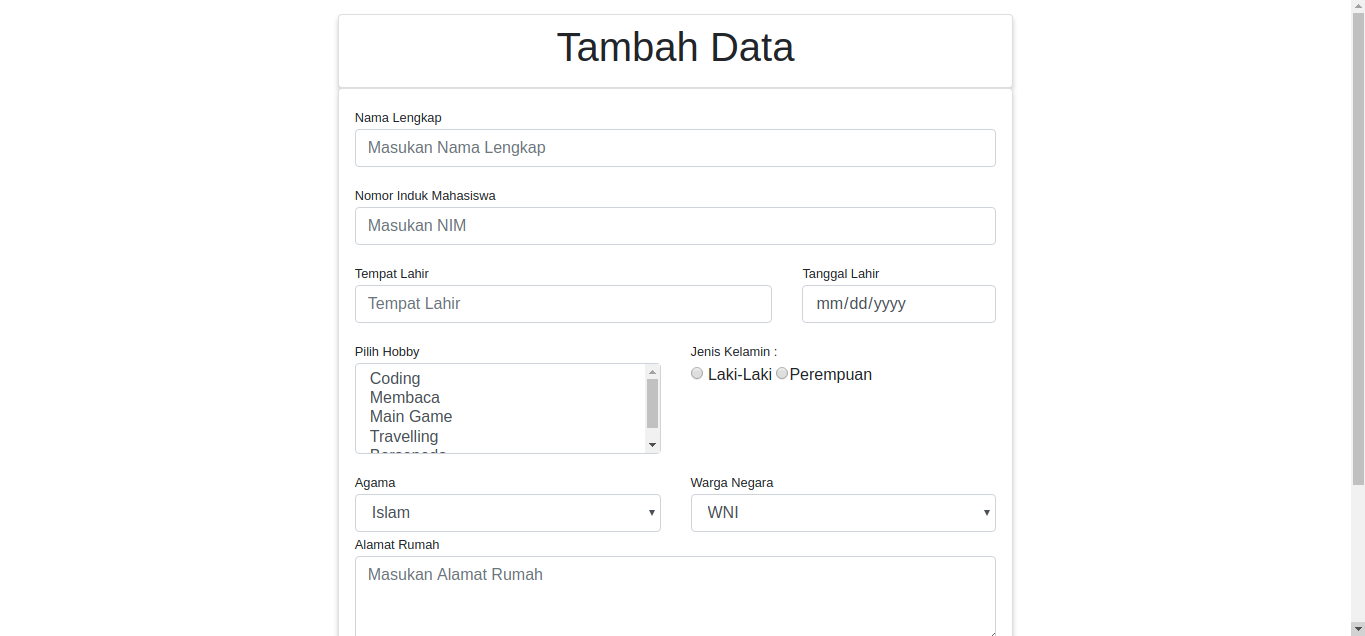 Tambah Data
Nama Lengkap
Masukan Nama Lengkap
Nomor Induk Mahasiswa
Masukan NIM
Tempat Lahir Tanggal Lahir
Tempat Lahir mm/dd/yyyy
Pilih Hobby Jenis Kelamin :
Coding Laki-Laki Perempuan
Membaca
Main Game
Travelling
Agama Warga Negara
Islam WNI
Alamat Rumah
Masukan Alamat Rumah